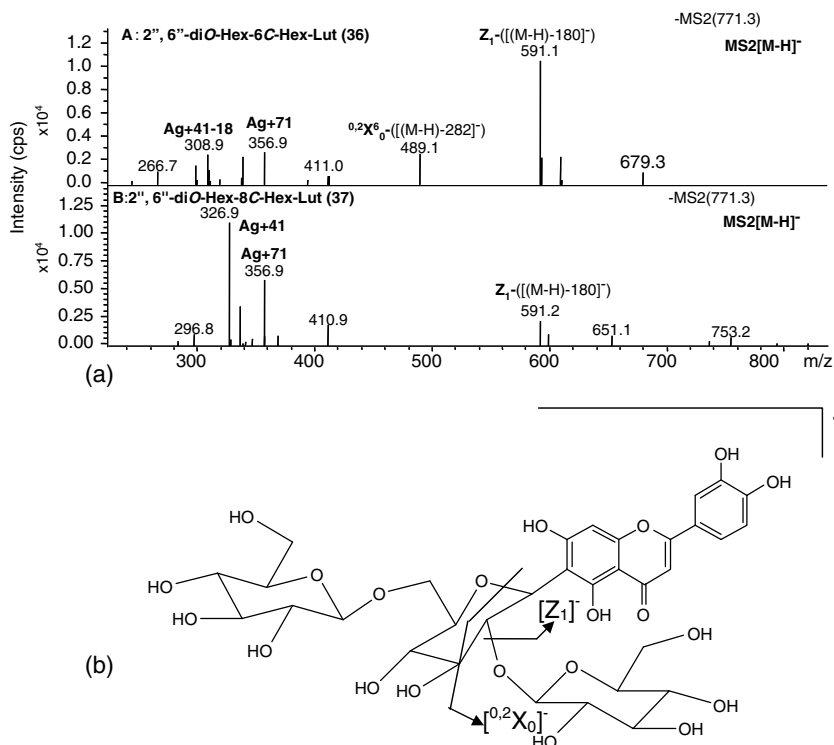 A: 2", 6"-diO-Hex-6C-Hex-Lut (36)
-MS2(771.3)
MS2[M-H]-
Z1-([(M-H)-180]-)
591.1
Ag+41-18
308.9
Ag+71
356.9
0,2X60-([(M-H)-282]-)
489.1
266.7
411.0
679.3
1.2
1.0
0.8
0.6
0.4
0.2
0.0
x104
Intensity (cps)
B:2", 6"-diO-Hex-8C-Hex-Lut (37)
-MS2(771.3)
MS2[M-H]-
326.9
Ag+41
Ag+71
356.9
Z1-([(M-H)-180]-)
591.2
296.8
410.9
651.1
753.2
1.25
1.00
0.75
0.50
0.25
0.00
x104
300 400 500 600 700 800 m/z
(a)
-
HO
OH
OH
HO
O
HO
O
HO
O
O
O
HO
OH
O
[Z1]-
OH
O
HO
OH
HO
O
O
OH
OH
OH
HO
[0,2X0]-
(b)